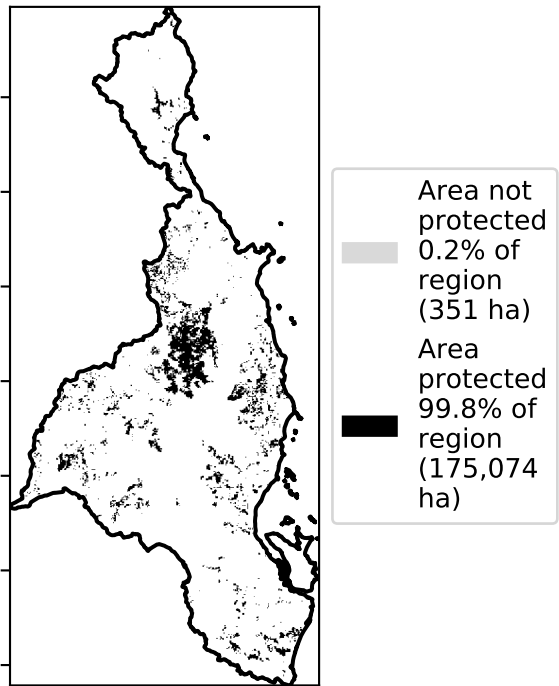 Area not
protected
0.2% of
region
(351 ha)
Area
protected
99.8% of
region
(175,074
ha)